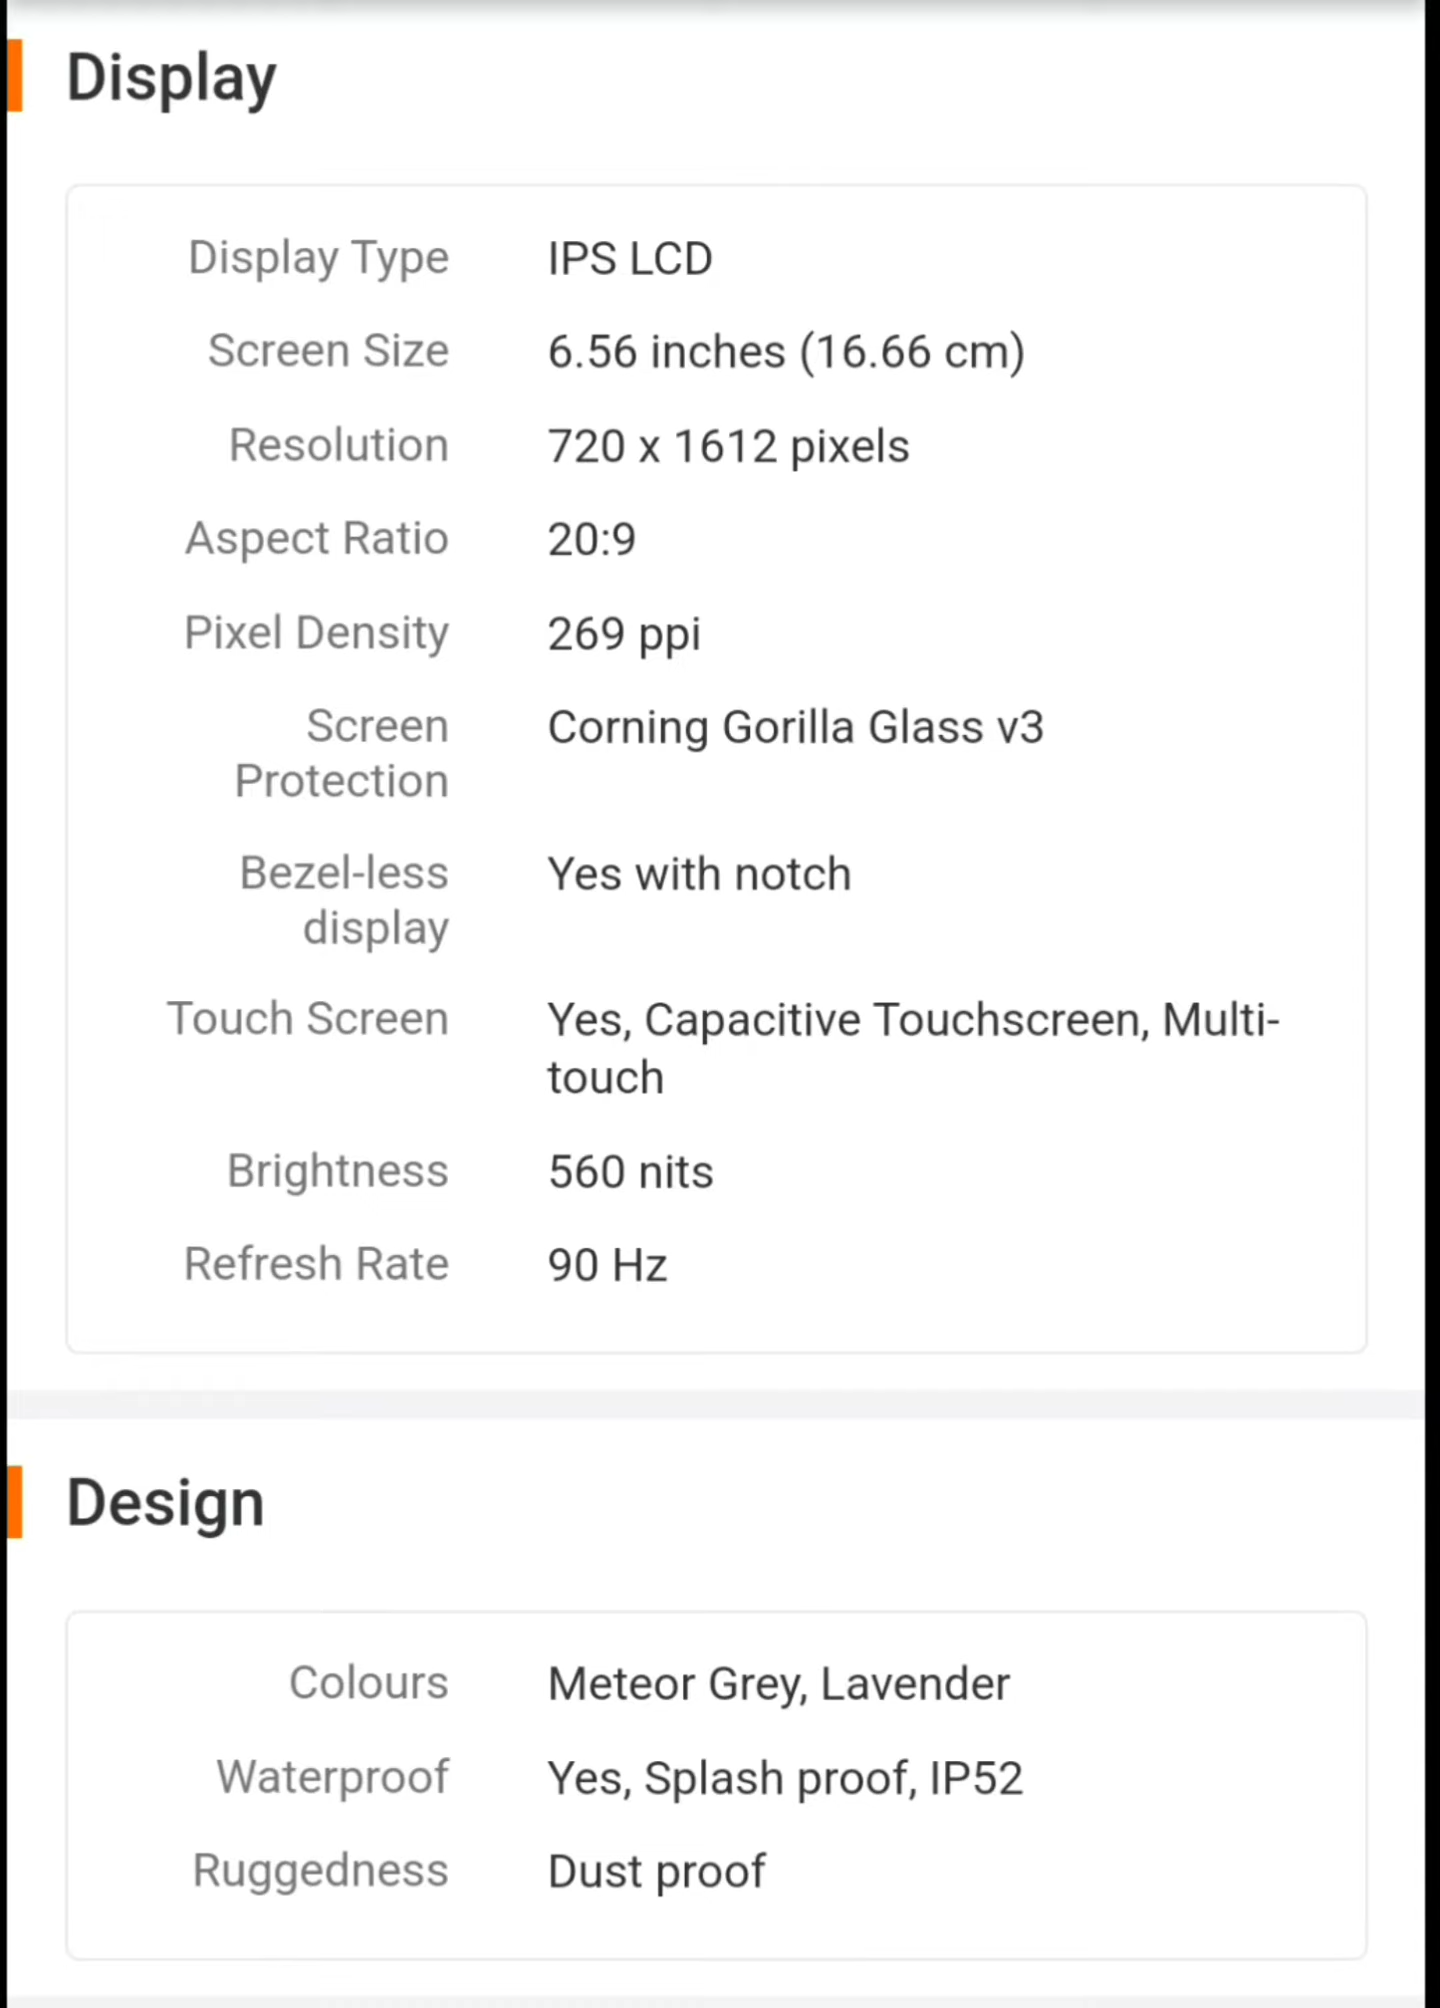 Display
Display Type IPS LCD
Screen Size 6.56 inches (16.66 cm)
Resolution 720 x 1612 pixels
Aspect Ratio 20:9
Pixel Density 269 ppi
Screen Corning Gorilla Glass v3
Protection
Bezel-less Yes with notch
display
Touch Screen Yes, Capacitive Touchscreen, Multi-
touch
Brightness 560 nits
Refresh Rate 90 Hz
Design
Colours Meteor Grey, Lavender
Waterproof Yes, Splash proof, IP52
Ruggedness Dust proof